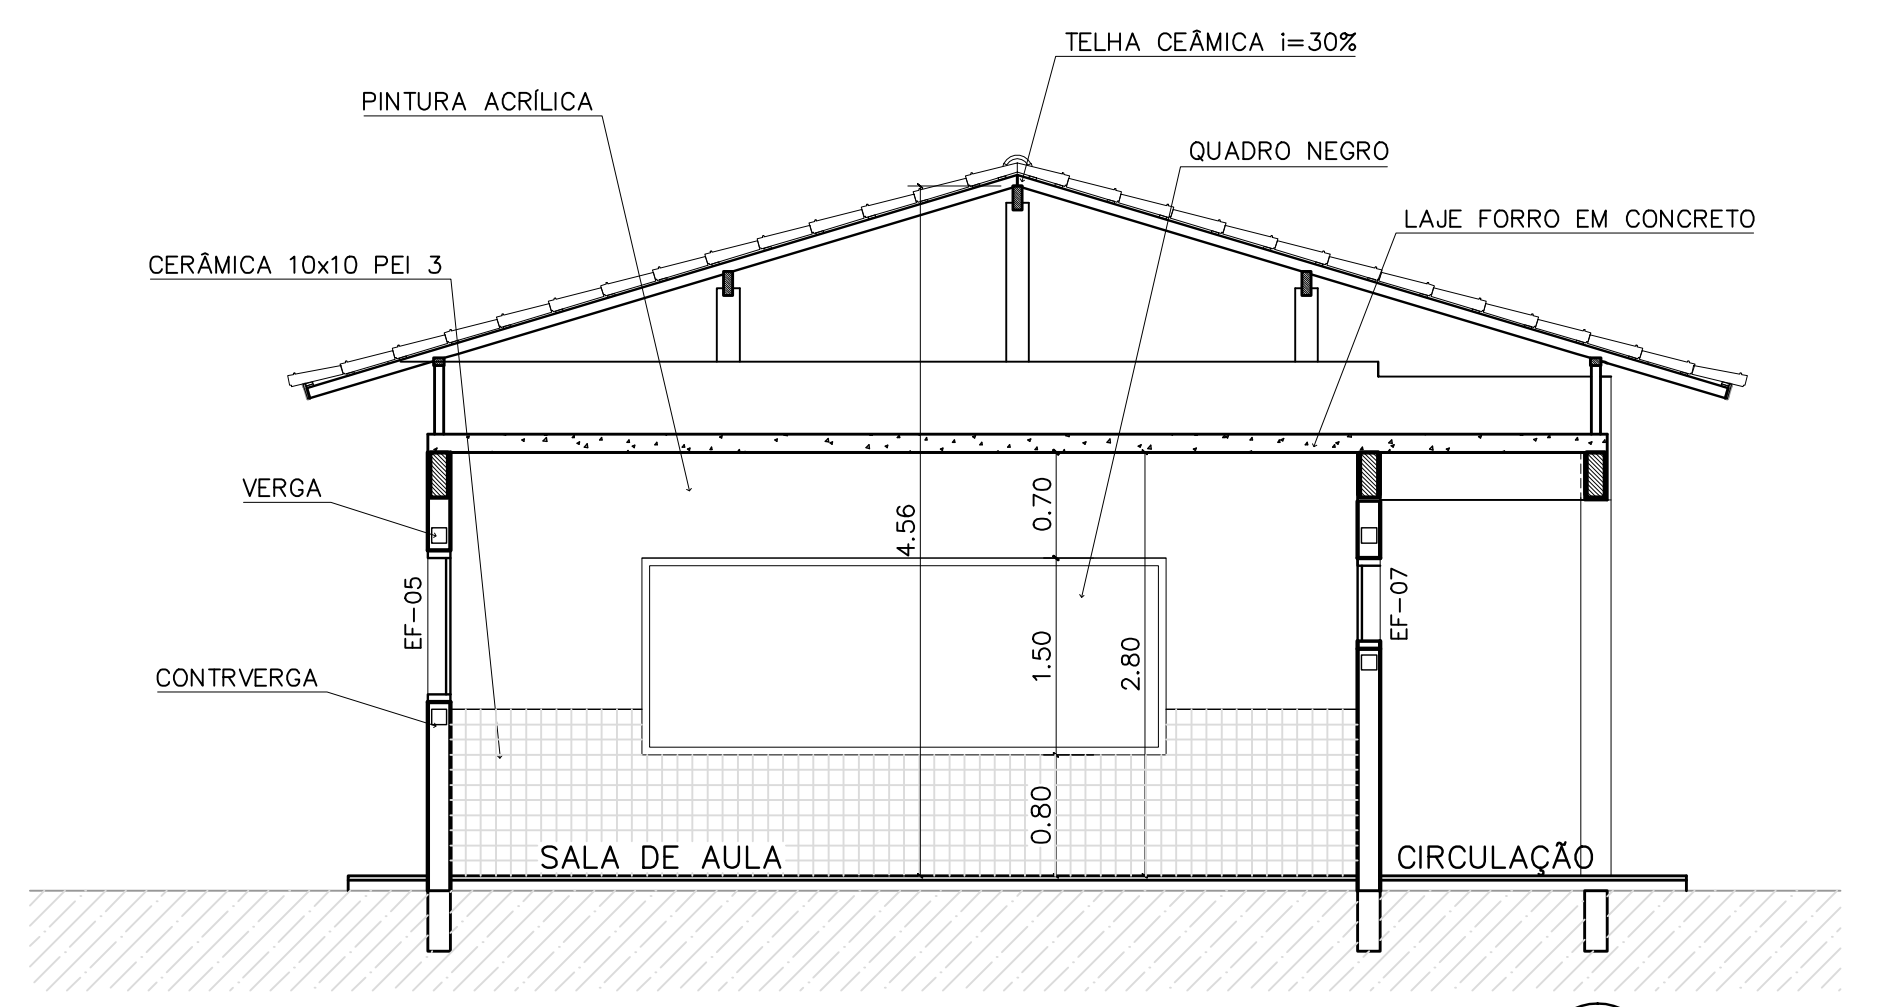 TELHA CEÂMICA i=30%
PINTURA ACRÍLICA
QUADRO NEGRO
LAJE FORRO EM CONCRETO
CERÂMICA 10x10 PEI 3
VERGA
0.70
4.56
EF-05
EF-07
1.50
2.80
CONTRVERGA
0.80
SALA DE AULA
CIRCULAÇÃO